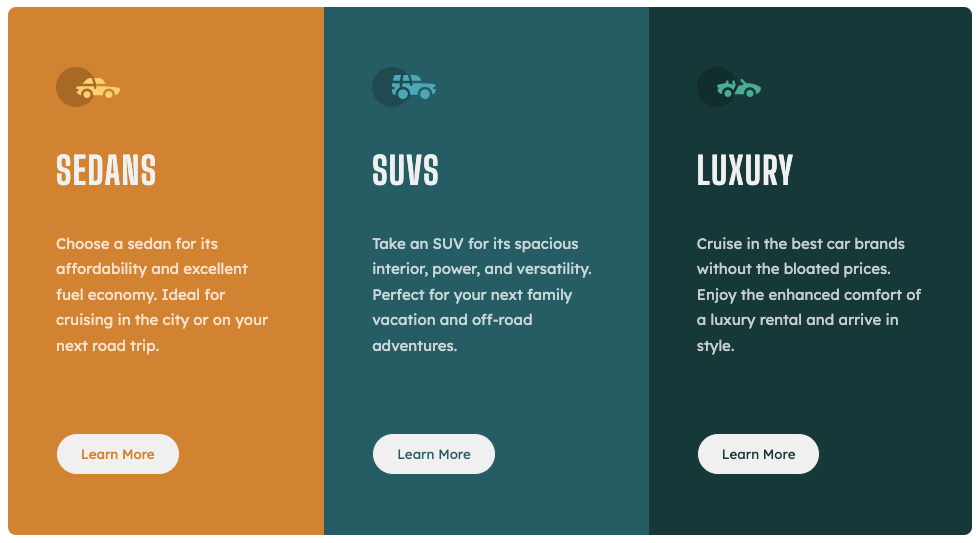 SEDANS
Choose a sedan for its
affordability and excellent
fuel economy. Ideal for
cruising in the city or on your
next road trip.
Learn More
SUVS
Take an SUV for its spacious
interior, power, and versatility.
Perfect for your next family
vacation and off-road
adventures.
Learn More
LUXURY
Cruise in the best car brands
without the bloated prices.
Enjoy the enhanced comfort of
a luxury rental and arrive in
style.
Learn More